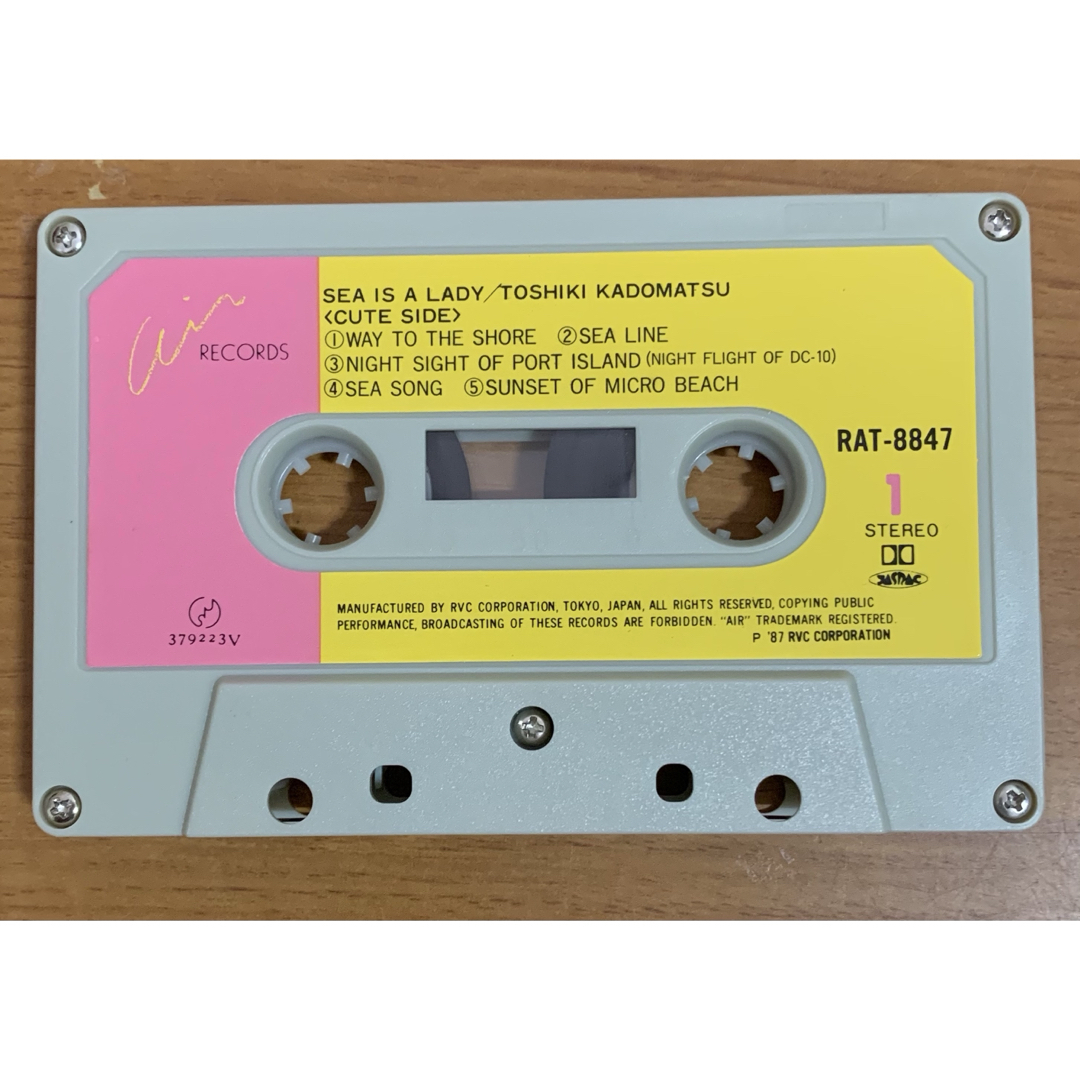 air RECORDS
SEA IS A LADY/TOSHIKI KADOMATSU
〈CUTE SIDE〉
①WAY TO THE SHORE ②SEA LINE
③NIGHT SIGHT OF PORT ISLAND (NIGHT FLIGHT OF DC-10)
④SEA SONG ⑤SUNSET OF MICRO BEACH
RAT-8847
1
STEREO
JASRAC
379223V
MANUFACTURED BY RVC CORPORATION, TOKYO, JAPAN, ALL RIGHTS RESERVED, COPYING PUBLIC
PERFORMANCE, BROADCASTING OF THESE RECORDS ARE FORBIDDEN. "AIR" TRADEMARK REGISTERED.
P '87 RVC CORPORATION